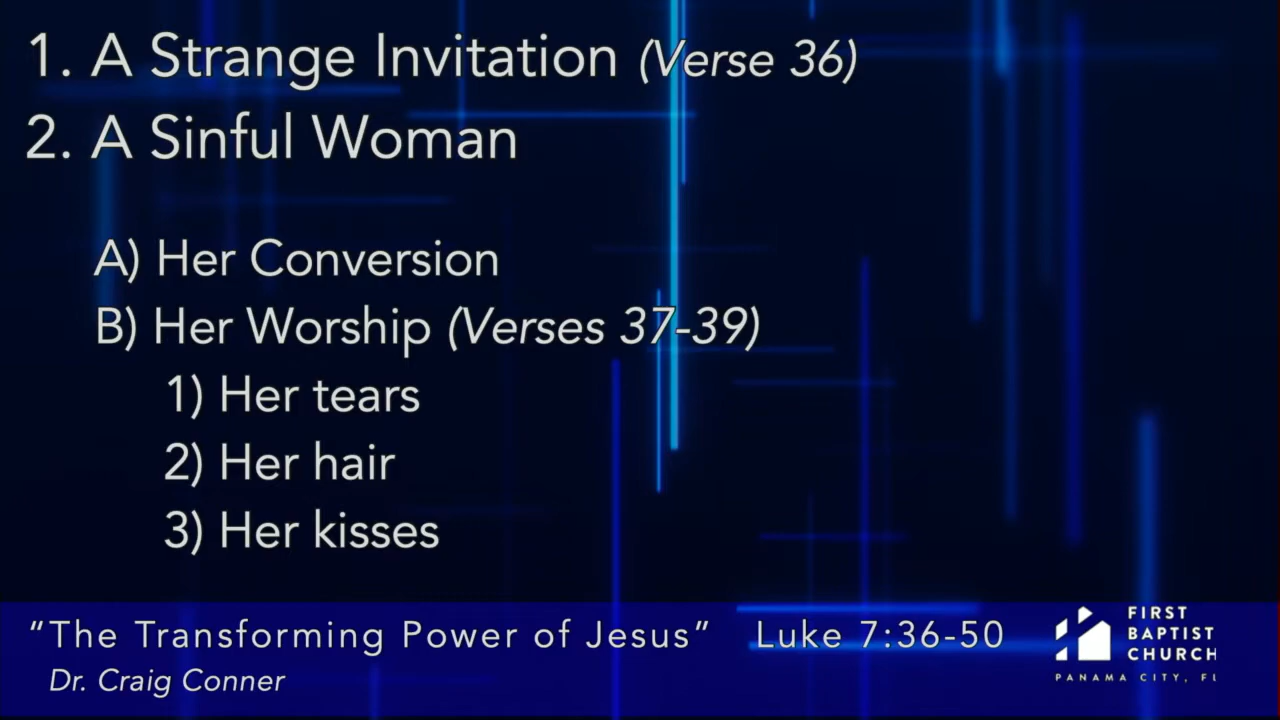 1. A Strange Invitation (Verse 36)
2. A Sinful Woman
A) Her Conversion
B) Her Worship (Verses 37-39)
1) Her tears
2) Her hair
3) Her kisses
“The Transforming Power of Jesus” Luke 7:36-50
Dr. Craig Conner
FIRST
BAPTIST
CHURCH
PANAMA CITY, FL